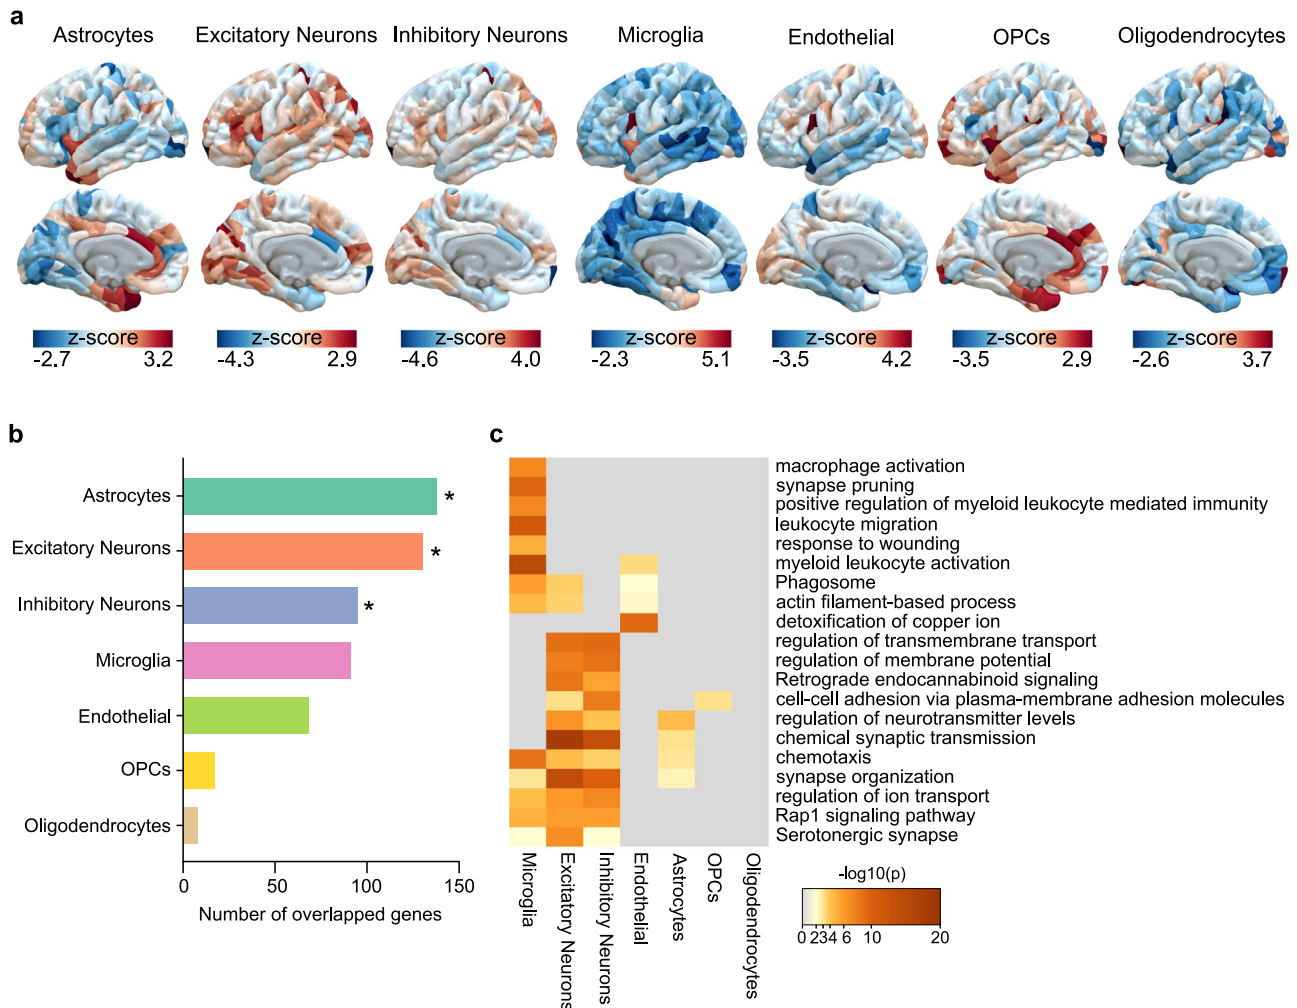 a
Astrocytes
Excitatory Neurons
Inhibitory Neurons
Microglia
Endothelial
OPCs
Oligodendrocytes
z-score
-2.7 3.2
z-score
-4.3 2.9
z-score
-4.6 4.0
z-score
-2.3 5.1
z-score
-3.5 4.2
z-score
-3.5 2.9
z-score
-2.6 3.7
b
Astrocytes *
Excitatory Neurons *
Inhibitory Neurons *
Microglia
Endothelial
OPCs
Oligodendrocytes
0 50 100 150
Number of overlapped genes
c
macrophage activation
synapse pruning
positive regulation of myeloid leukocyte mediated immunity
leukocyte migration
response to wounding
myeloid leukocyte activation
Phagosome
actin filament-based process
detoxification of copper ion
regulation of transmembrane transport
regulation of membrane potential
Retrograde endocannabinoid signaling
cell-cell adhesion via plasma-membrane adhesion molecules
regulation of neurotransmitter levels
chemical synaptic transmission
chemotaxis
synapse organization
regulation of ion transport
Rap1 signaling pathway
Serotonergic synapse
Microglia
Excitatory Neurons
Inhibitory Neurons
Endothelial
Astrocytes
OPCs
Oligodendrocytes
-log10(p)
0 2 3 4 6 10 20